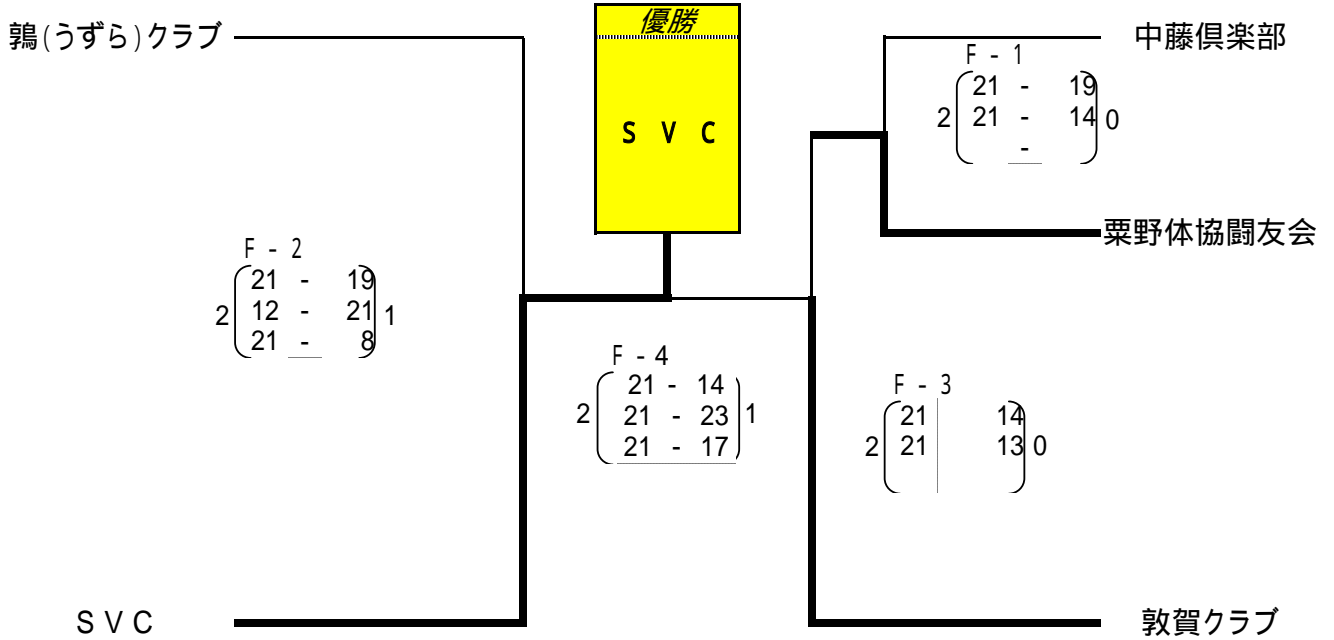 優勝
鶉(うずら)クラブ
中藤倶楽部
F - 1
21 - 19
2 21 - 14 0
-
S V C
粟野体協闘友会
F - 2
21 - 19
2 12 - 21 1
21 - 8
F - 4
21 - 14
2 21 - 23 1
21 - 17
F - 3
21 14
2 21 13 0
S V C
敦賀クラブ